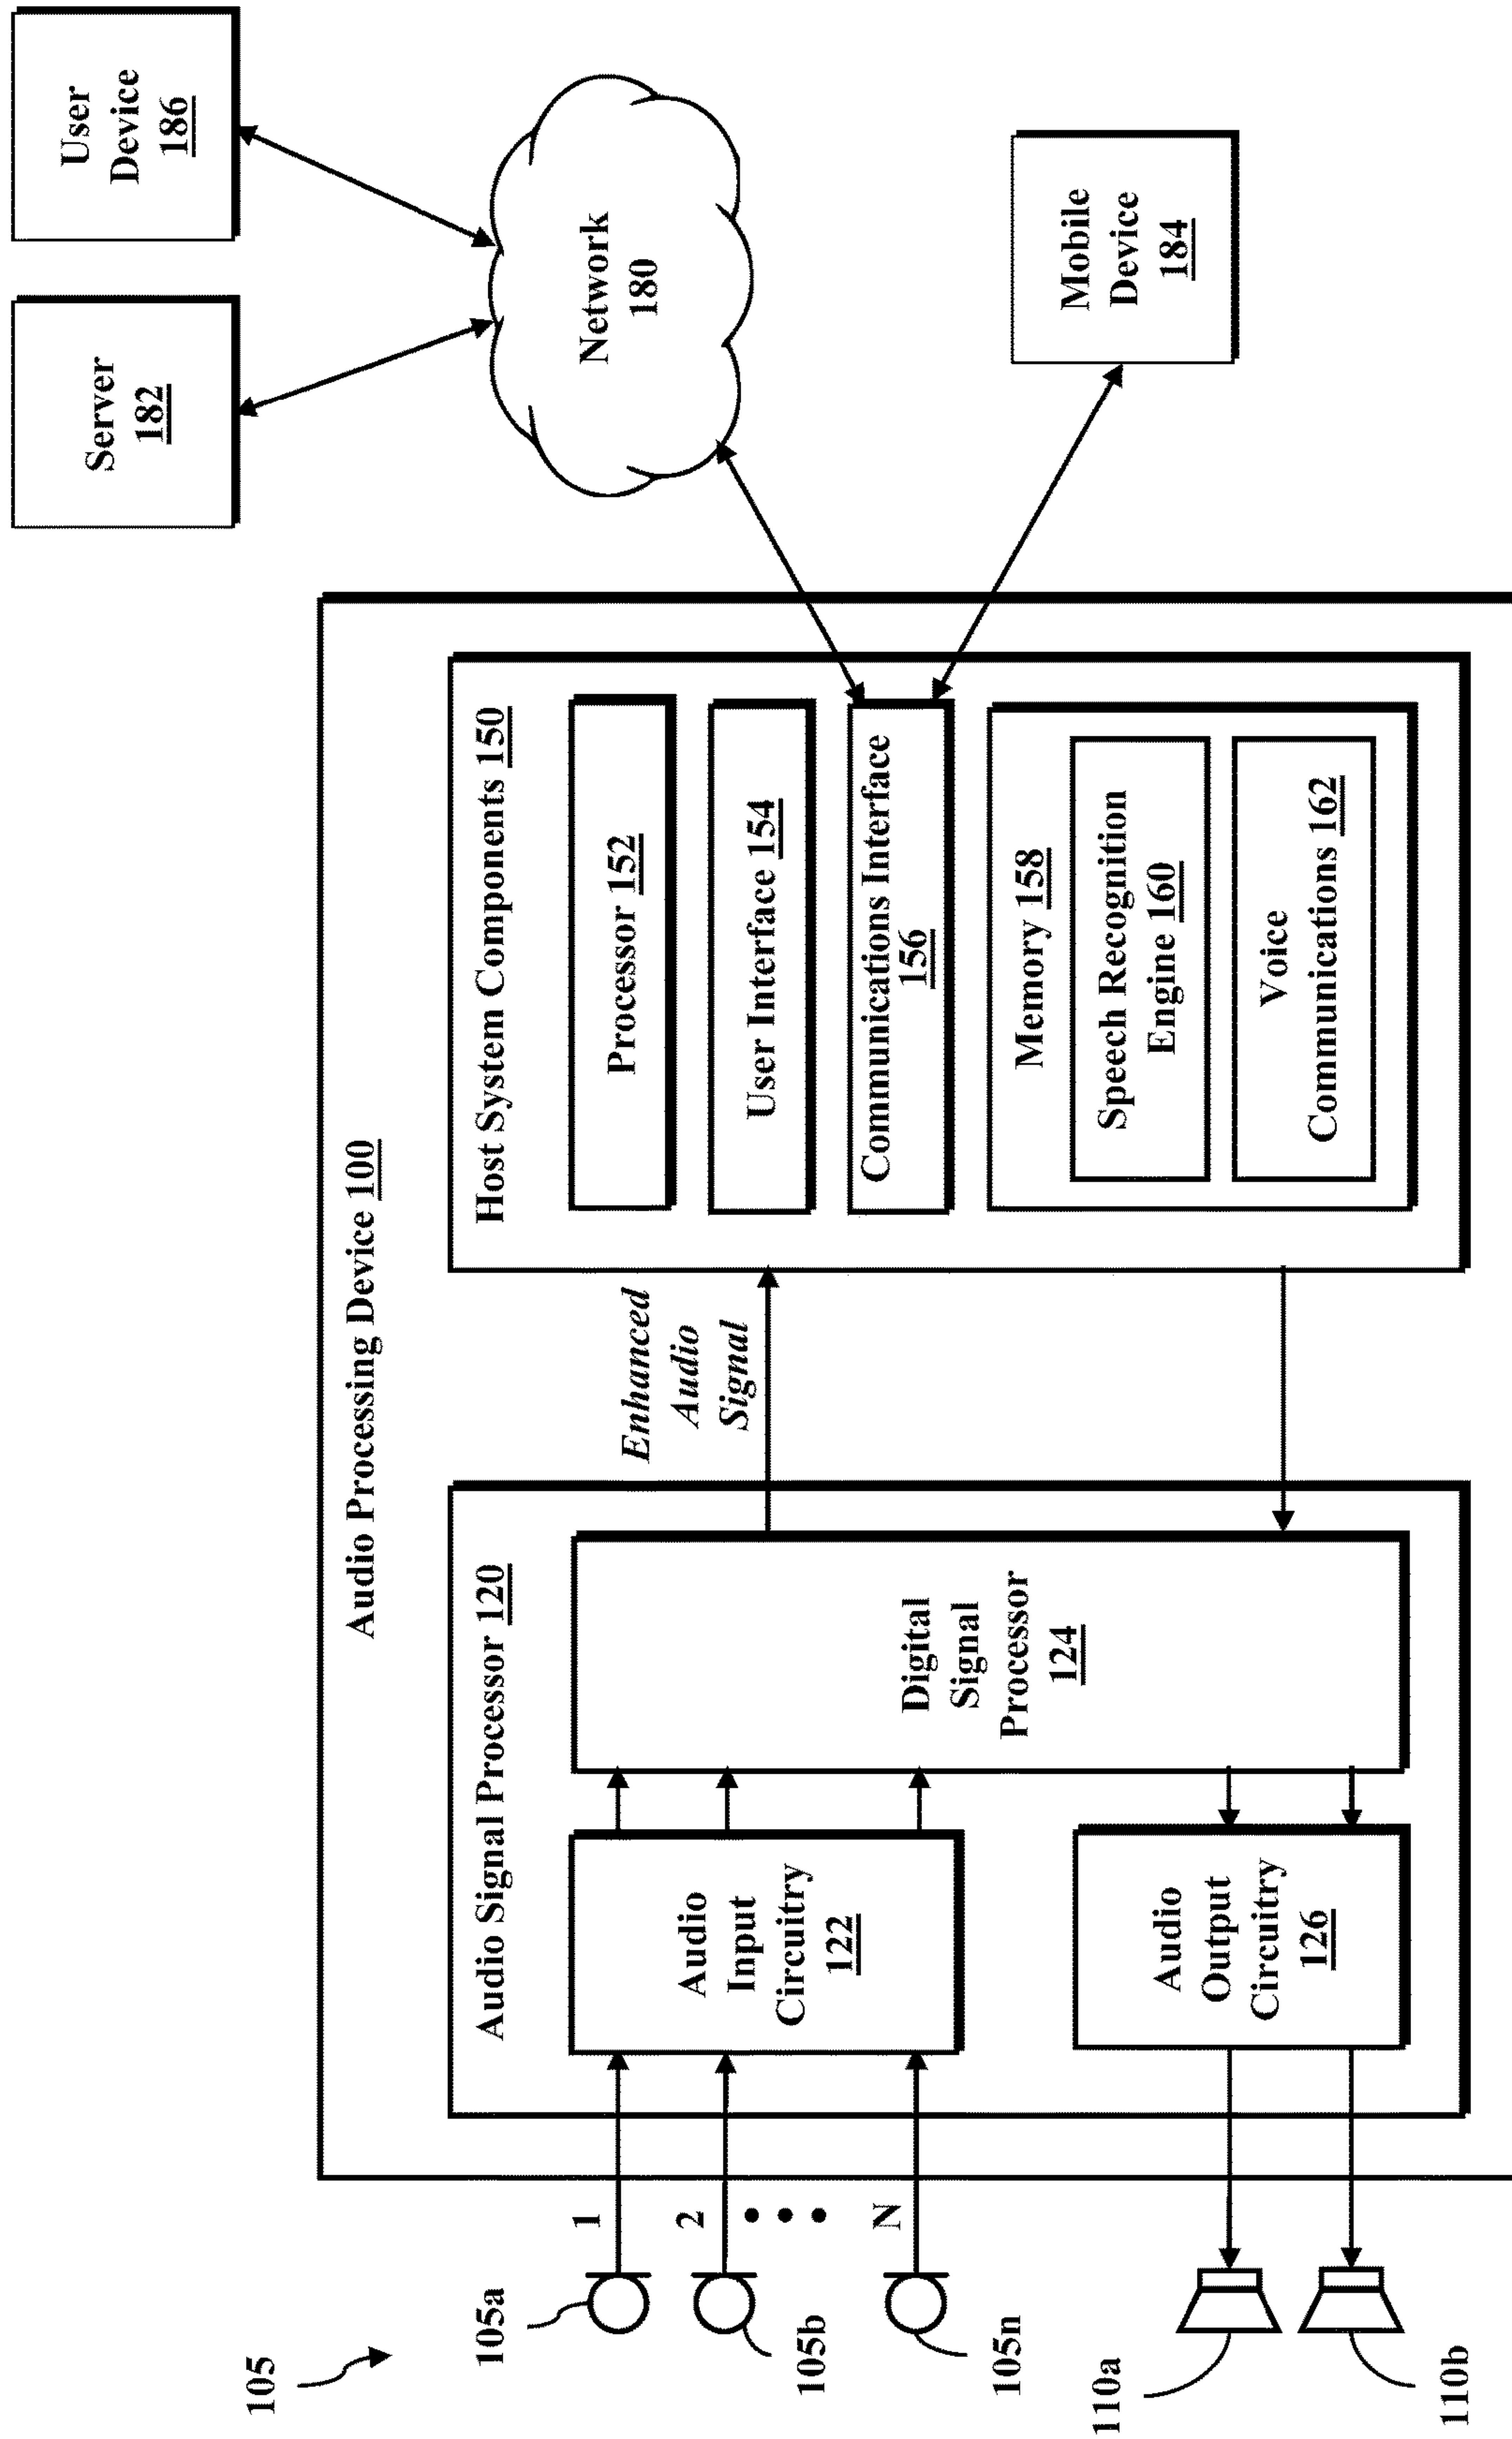 Audio Processing Device 100
105
105a
105b
105n
110a
110b
1
2
N
Audio Signal Processor 120
Audio
Input
Circuitry
122
Audio
Output
Circuitry
126
Digital
Signal
Processor
124
Enhanced
Audio
Signal
Host System Components 150
Processor 152
User Interface 154
Communications Interface
156
Memory 158
Speech Recognition
Engine 160
Voice
Communications 162
Server
182
User
Device
186
Network
180
Mobile
Device
184